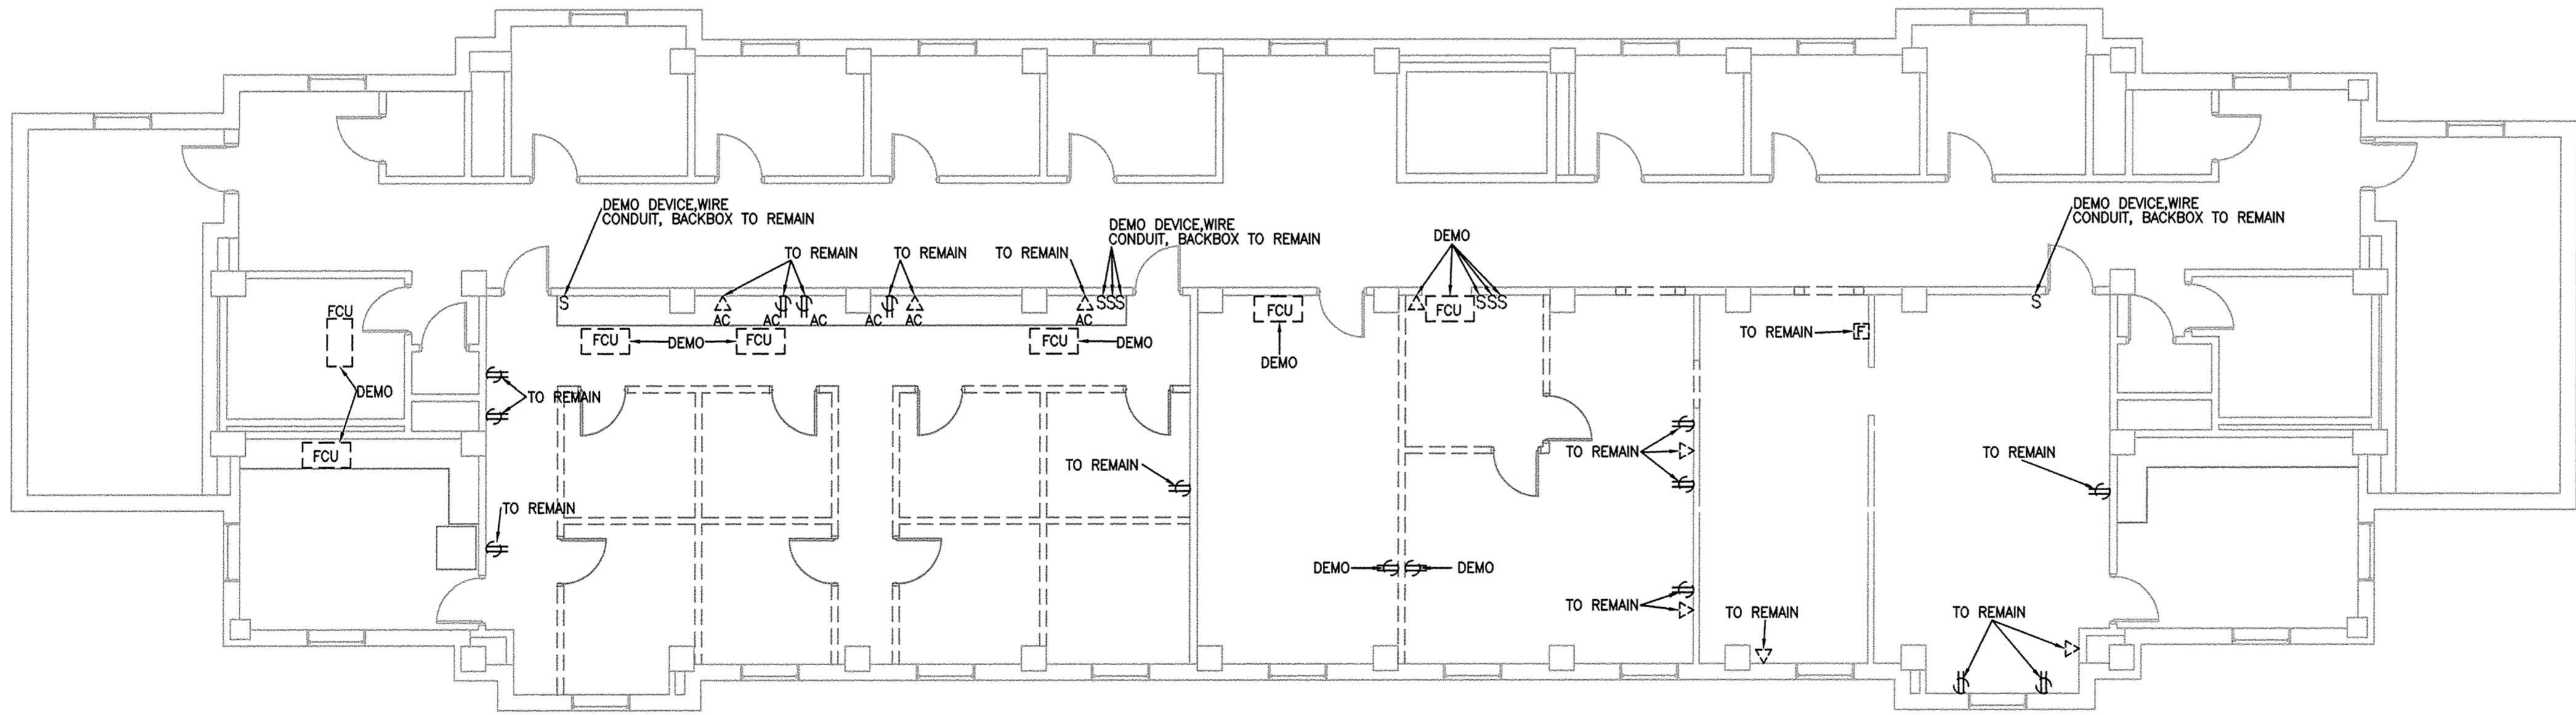 DEMO DEVICE,WIRE
CONDUIT, BACKBOX TO REMAIN
DEMO DEVICE,WIRE
CONDUIT, BACKBOX TO REMAIN
DEMO DEVICE,WIRE
CONDUIT, BACKBOX TO REMAIN
TO REMAIN
TO REMAIN
TO REMAIN
DEMO
S
SSS
SSS
S
AC
AC
AC
AC
AC
AC
FCU
FCU
FCU
FCU
FCU
FCU
DEMO
DEMO
DEMO
TO REMAIN
F
DEMO
TO REMAIN
FCU
TO REMAIN
TO REMAIN
TO REMAIN
TO REMAIN
DEMO
DEMO
TO REMAIN
TO REMAIN
TO REMAIN